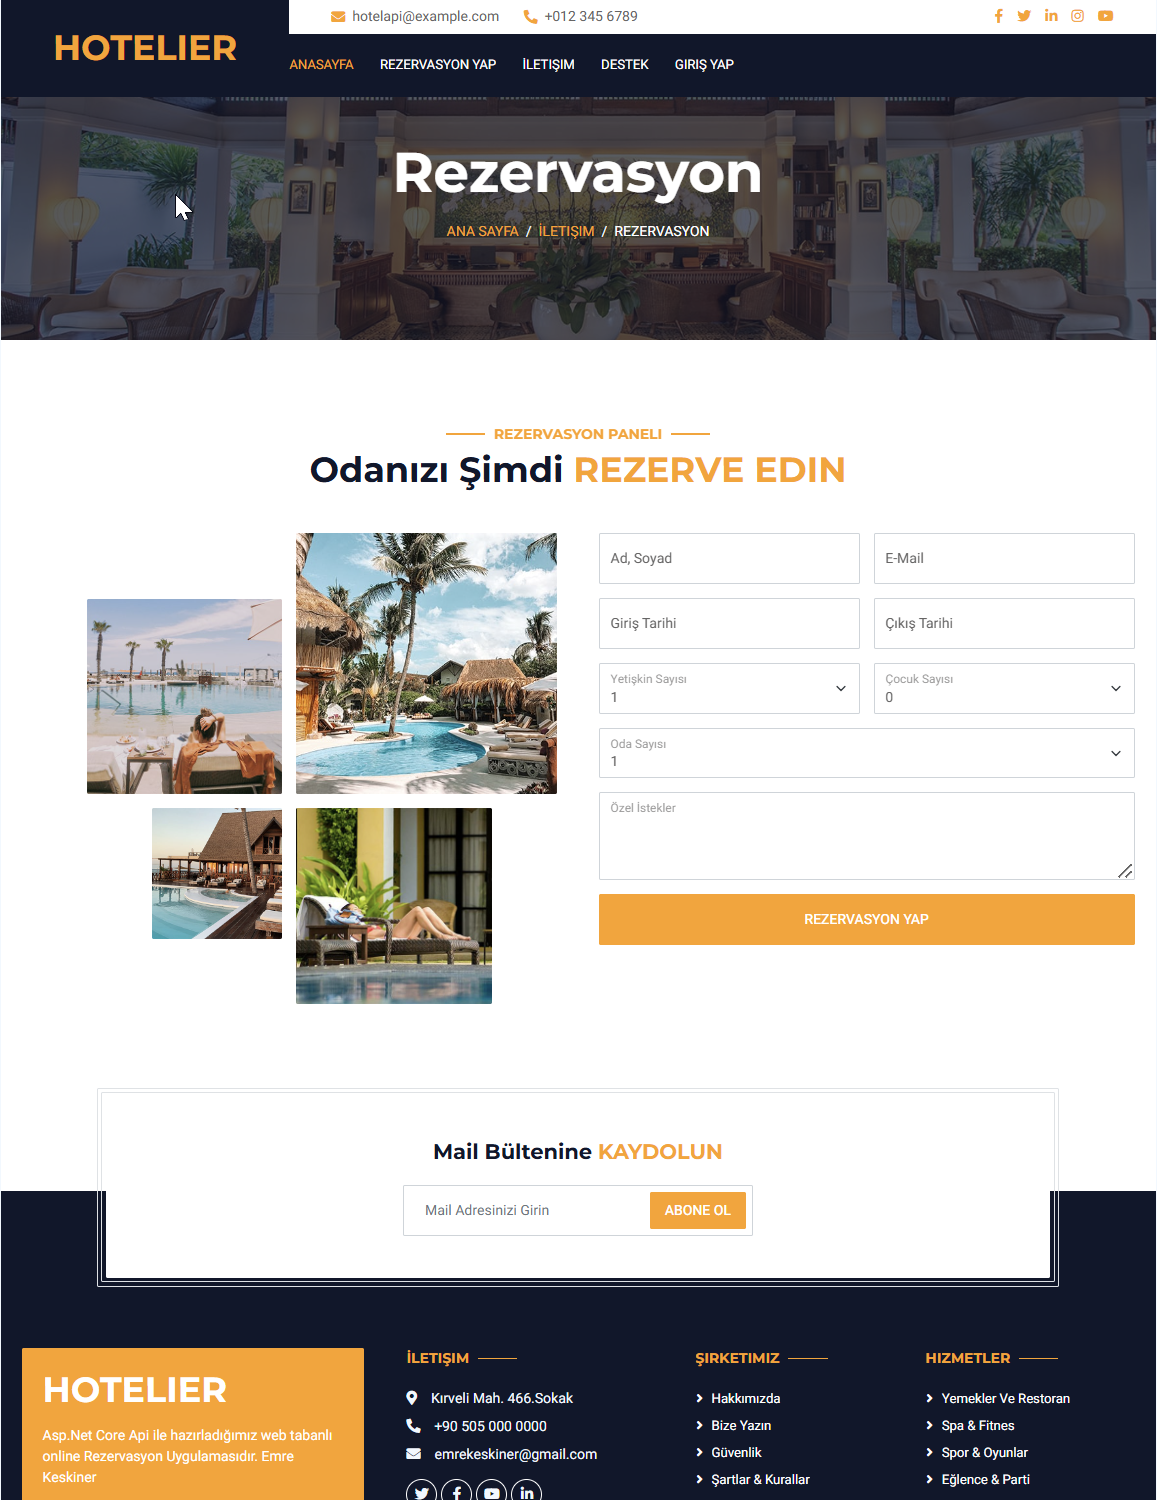 HOTELIER
hotelapi@example.com
+012 345 6789
ANASAYFA
REZERVASYON YAP
İLETIŞIM
DESTEK
GIRIŞ YAP
Rezervasyon
ANA SAYFA / İLETIŞIM / REZERVASYON
REZERVASYON PANELI
Odanızı Şimdi REZERVE EDIN
Ad, Soyad
E-Mail
Giriş Tarihi
Çıkış Tarihi
Yetişkin Sayısı
1
Çocuk Sayısı
0
Oda Sayısı
1
Özel İstekler
REZERVASYON YAP
Mail Bültenine KAYDOLUN
Mail Adresinizi Girin
ABONE OL
HOTELIER
Asp.Net Core Api ile hazırladığımız web tabanlı
online Rezervasyon Uygulamasıdır. Emre
Keskiner
İLETIŞIM
Kırveli Mah. 466.Sokak
+90 505 000 0000
emrekeskiner@gmail.com
ŞIRKETIMIZ
Hakkımızda
Bize Yazın
Güvenlik
Şartlar & Kurallar
HIZMETLER
Yemekler Ve Restoran
Spa & Fitnes
Spor & Oyunlar
Eğlence & Parti